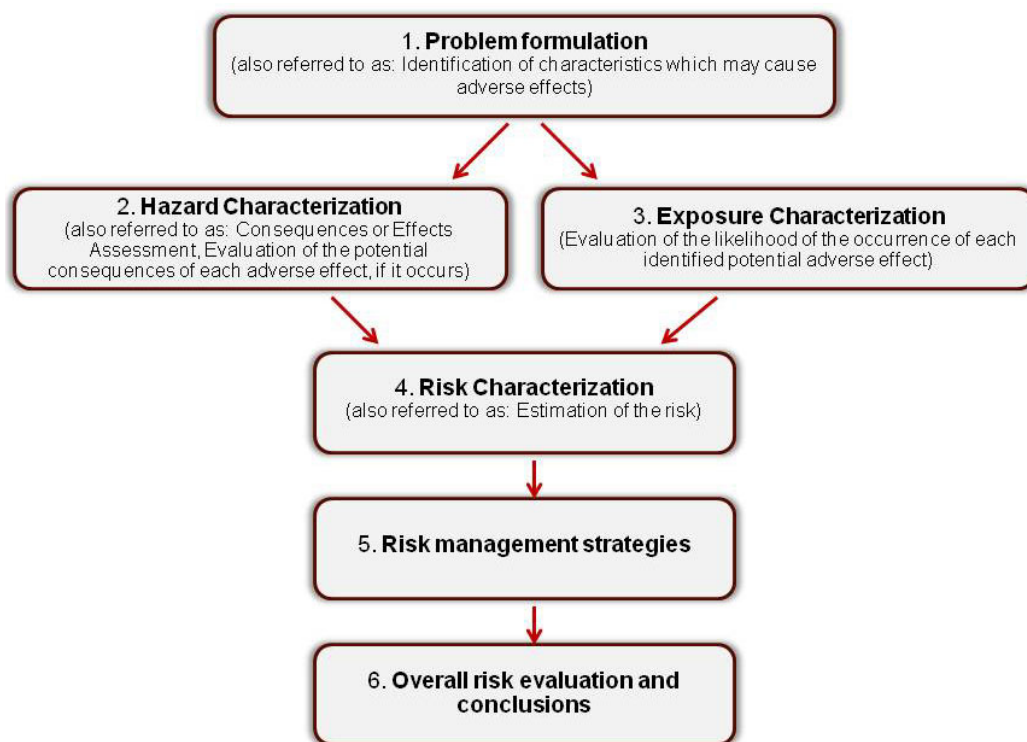 1. Problem formulation
(also referred to as: Identification of characteristics which may cause
adverse effects)
2. Hazard Characterization
(also referred to as: Consequences or Effects
Assessment, Evaluation of the potential
consequences of each adverse effect, if it occurs)
3. Exposure Characterization
(Evaluation of the likelihood of the occurrence of each
identified potential adverse effect)
4. Risk Characterization
(also referred to as: Estimation of the risk)
5. Risk management strategies
6. Overall risk evaluation and
conclusions